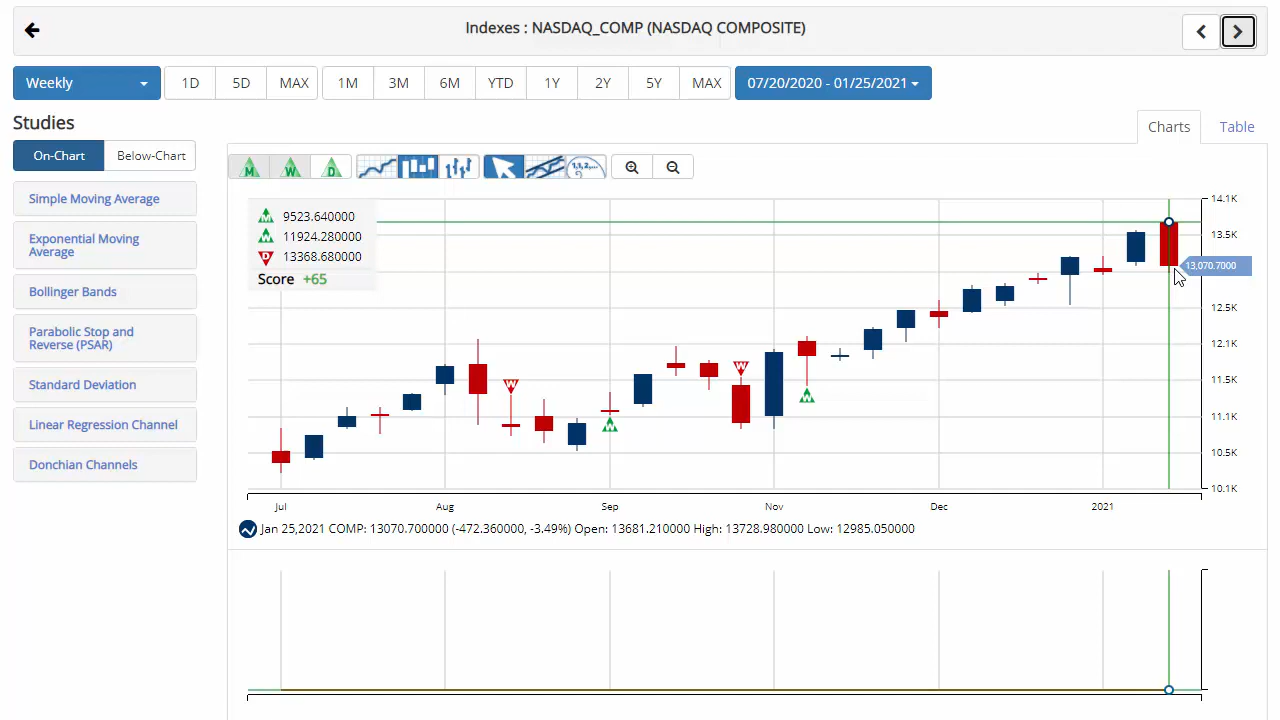 Indexes : NASDAQ_COMP (NASDAQ COMPOSITE)
Weekly 1D 5D MAX 1M 3M 6M YTD 1Y 2Y 5Y MAX 07/20/2020 - 01/25/2021
Studies
Charts Table
On-Chart Below-Chart
M W D
Simple Moving Average
Exponential Moving
Average
Bollinger Bands
Parabolic Stop and
Reverse (PSAR)
Standard Deviation
Linear Regression Channel
Donchian Channels
M 9523.640000
W 11924.280000
D 13368.680000
Score +65
14.1K
13.5K
13,070.7000
12.5K
12.1K
11.5K
11.1K
10.5K
10.1K
W
W
W
W
Jul Aug Sep Nov Dec 2021
Jan 25,2021 COMP: 13070.700000 (-472.360000, -3.49%) Open: 13681.210000 High: 13728.980000 Low: 12985.050000